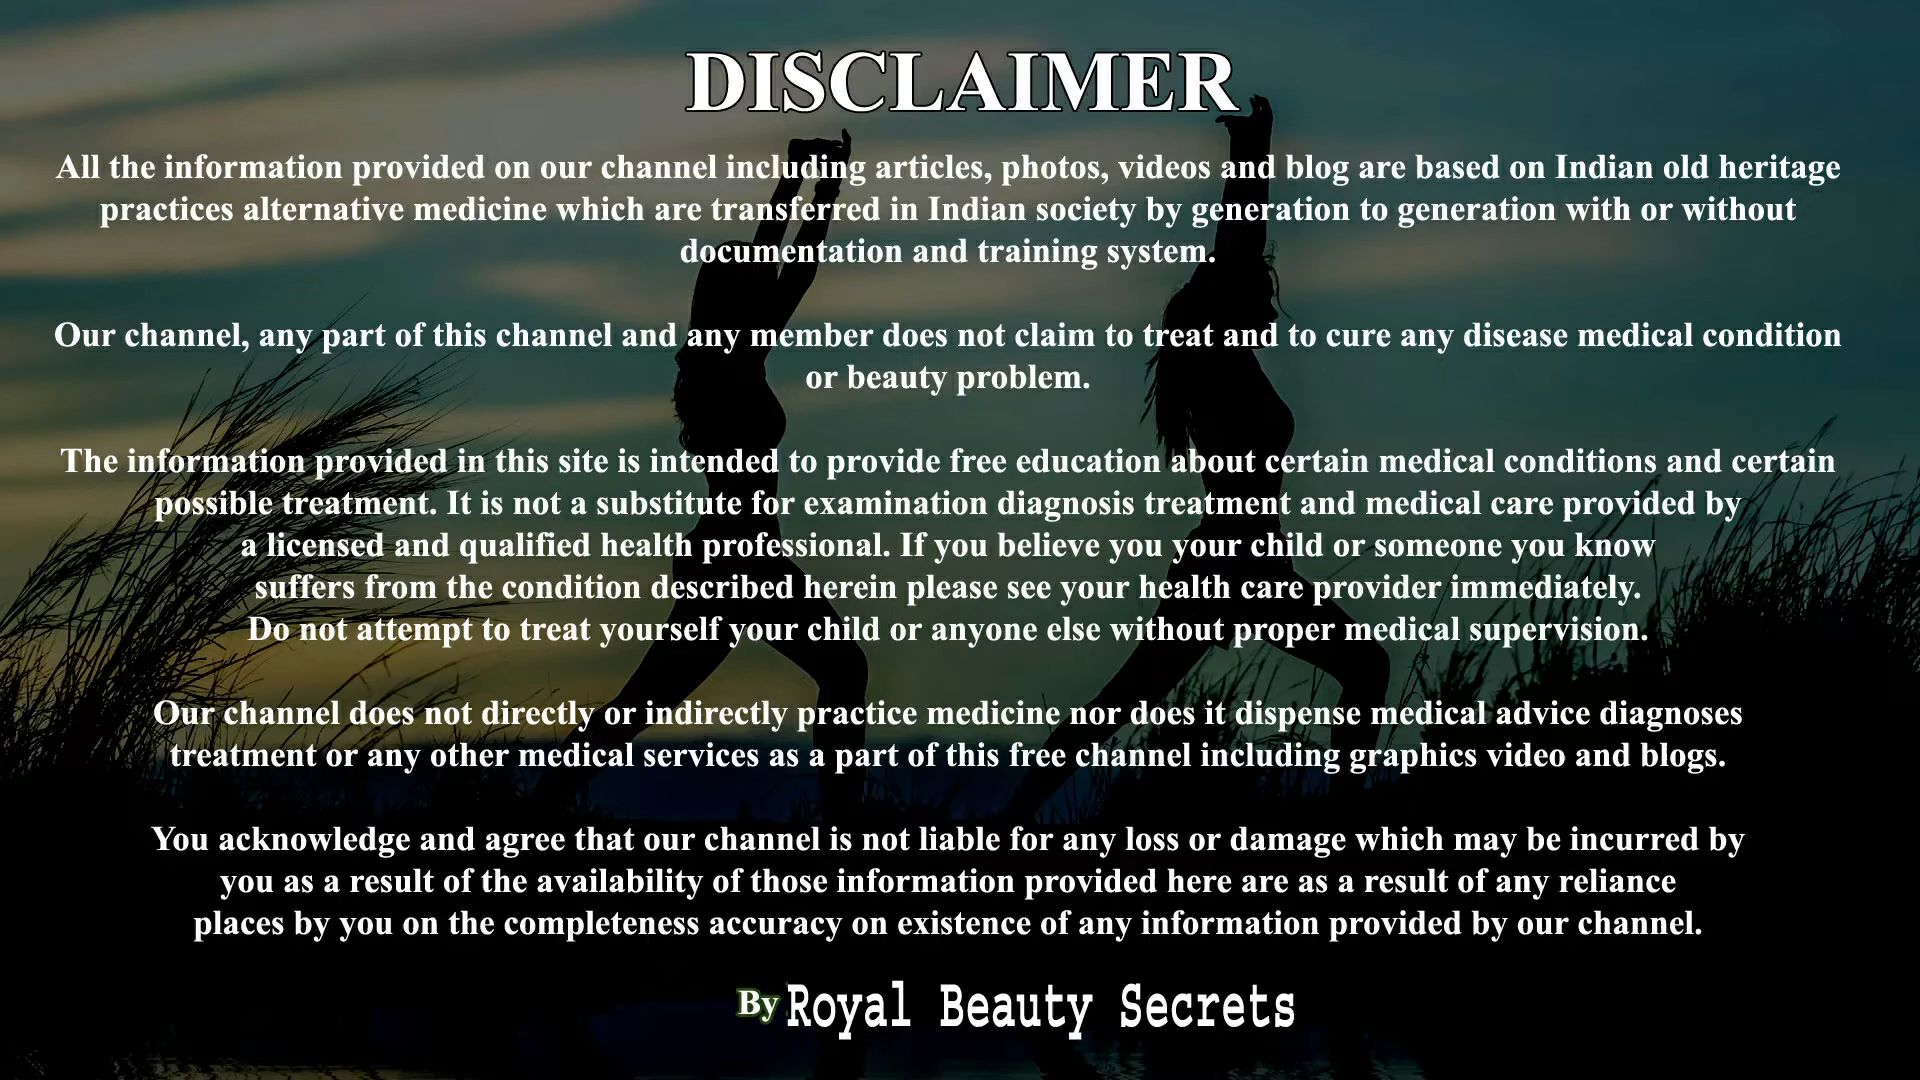 DISCLAIMER
All the information provided on our channel including articles, photos, videos and blog are based on Indian old heritage
practices alternative medicine which are transferred in Indian society by generation to generation with or without
documentation and training system.
Our channel, any part of this channel and any member does not claim to treat and to cure any disease medical condition
or beauty problem.
The information provided in this site is intended to provide free education about certain medical conditions and certain
possible treatment. It is not a substitute for examination diagnosis treatment and medical care provided by
a licensed and qualified health professional. If you believe you your child or someone you know
suffers from the condition described herein please see your health care provider immediately.
Do not attempt to treat yourself your child or anyone else without proper medical supervision.
Our channel does not directly or indirectly practice medicine nor does it dispense medical advice diagnoses
treatment or any other medical services as a part of this free channel including graphics video and blogs.
You acknowledge and agree that our channel is not liable for any loss or damage which may be incurred by
you as a result of the availability of those information provided here are as a result of any reliance
places by you on the completeness accuracy on existence of any information provided by our channel.
By Royal Beauty Secrets